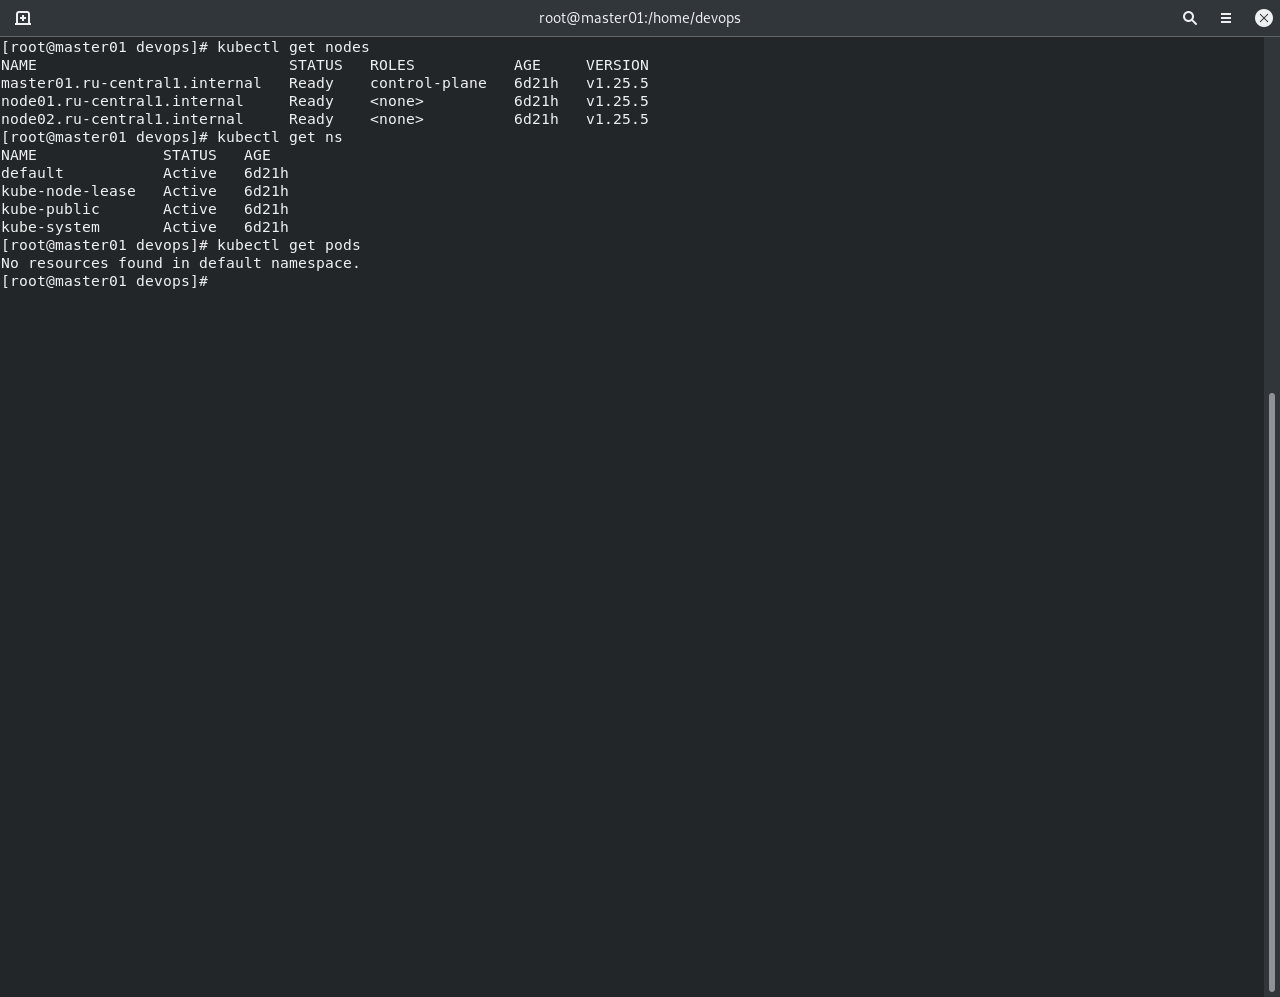 root@master01:/home/devops
[root@master01 devops]# kubectl get nodes
NAME                            STATUS   ROLES           AGE     VERSION
master01.ru-central1.internal   Ready    control-plane   6d21h   v1.25.5
node01.ru-central1.internal     Ready    <none>          6d21h   v1.25.5
node02.ru-central1.internal     Ready    <none>          6d21h   v1.25.5
[root@master01 devops]# kubectl get ns
NAME              STATUS   AGE
default           Active   6d21h
kube-node-lease   Active   6d21h
kube-public       Active   6d21h
kube-system       Active   6d21h
[root@master01 devops]# kubectl get pods
No resources found in default namespace.
[root@master01 devops]#